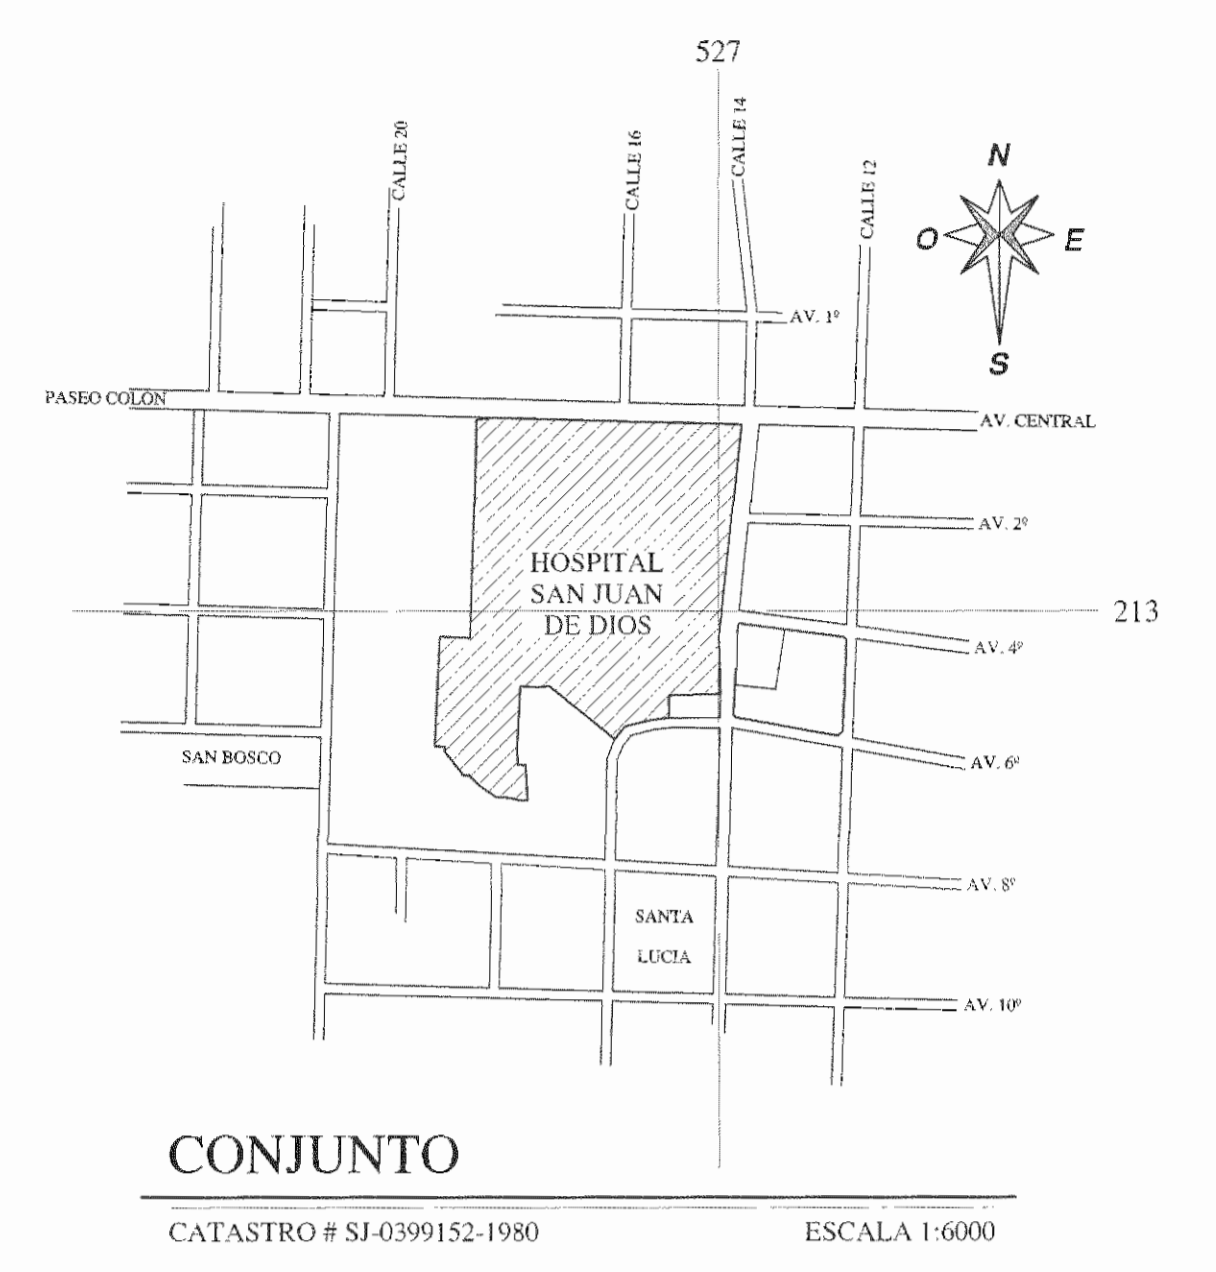 527
CALLE 20
CALLE 16
CALLE 14
CALLE 12
N
O
E
S
AV. 1º
PASEO COLON
AV. CENTRAL
AV. 2º
HOSPITAL
SAN JUAN
DE DIOS
213
AV. 4º
SAN BOSCO
AV. 6º
AV. 8º
SANTA
LUCIA
AV. 10º
CONJUNTO
CATASTRO # SJ-0399152-1980
ESCALA 1:6000